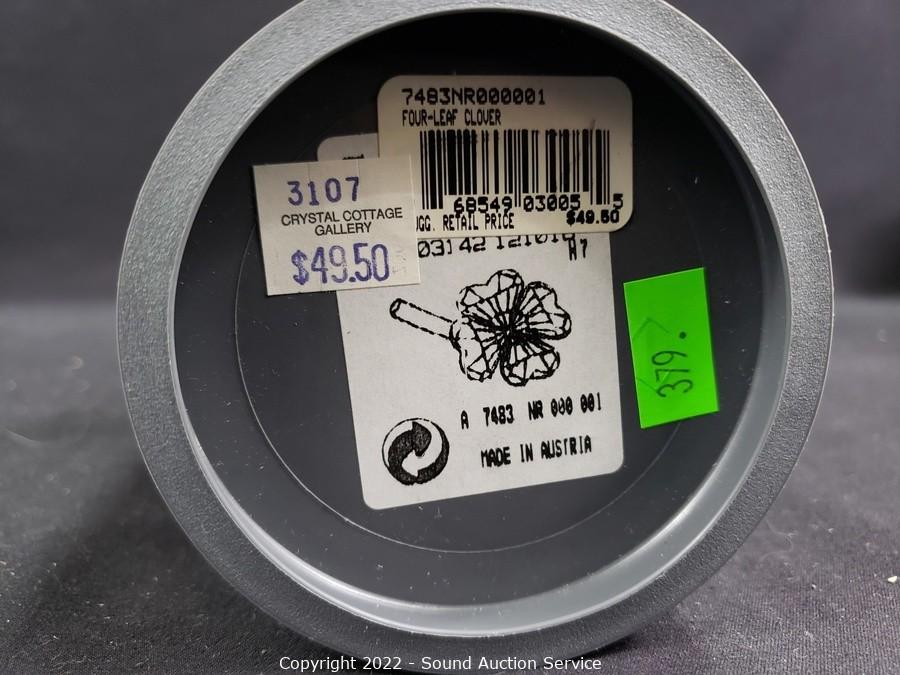 7483NR000001
FOUR-LEAF CLOVER
68549 03005 5
RETAIL PRICE $49.50
3107
CRYSTAL COTTAGE
GALLERY
$49.50
A7
A 7483 NR 000 001
MADE IN AUSTRIA
379.
Copyright 2022 - Sound Auction Service